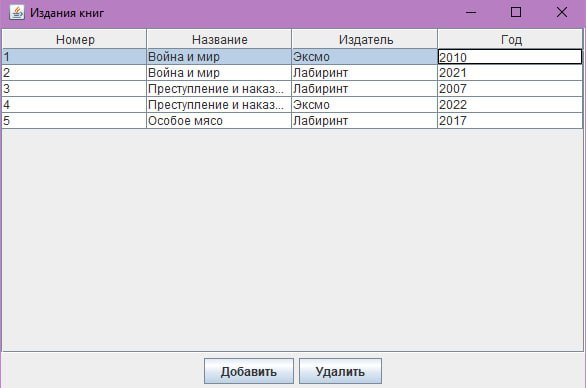 Издания книг
Номер Название Издатель Год
1 Война и мир Эксмо 2010
2 Война и мир Лабиринт 2021
3 Преступление и наказ... Лабиринт 2007
4 Преступление и наказ... Эксмо 2022
5 Особое мясо Лабиринт 2017
Добавить Удалить